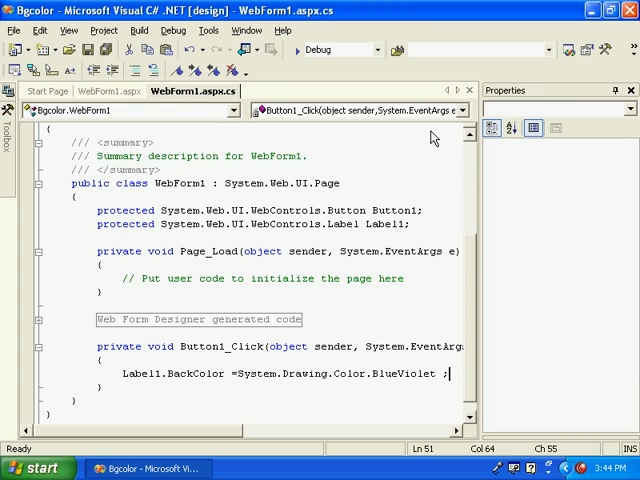 Bgcolor - Microsoft Visual C# .NET [design] - WebForm1.aspx.cs
File Edit View Project Build Debug Tools Window Help
Debug
Start Page WebForm1.aspx WebForm1.aspx.cs
Properties
Bgcolor.WebForm1 Button1_Click(object sender,System.EventArgs e
Toolbox
{
/// <summary>
/// Summary description for WebForm1.
/// </summary>
public class WebForm1 : System.Web.UI.Page
{
protected System.Web.UI.WebControls.Button Button1;
protected System.Web.UI.WebControls.Label Label1;
private void Page_Load(object sender, System.EventArgs e)
{
// Put user code to initialize the page here
}
Web Form Designer generated code
private void Button1_Click(object sender, System.EventArgs
{
Label1.BackColor =System.Drawing.Color.BlueViolet ;
}
}
}
Ready Ln 51 Col 64 Ch 55 INS
start Bgcolor - Microsoft Vi... 3:44 PM